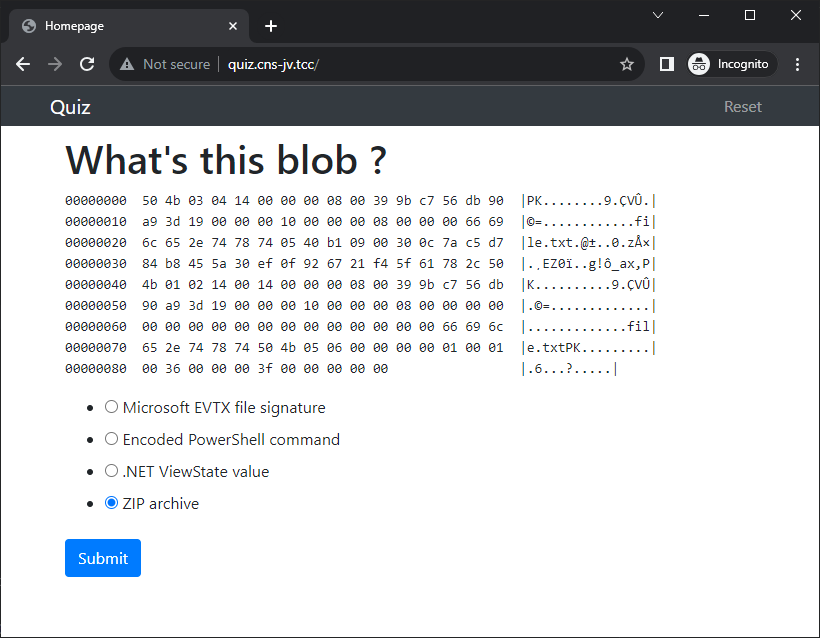 Homepage
Not secure quiz.cns-jv.tcc/ Incognito
Quiz Reset
What's this blob ?
00000000 50 4b 03 04 14 00 00 00 08 00 39 9b c7 56 db 90 |PK........9.ÇVÛ.|
00000010 a9 3d 19 00 00 00 10 00 00 00 08 00 00 00 66 69 |©=............fi|
00000020 6c 65 2e 74 78 74 05 40 b1 09 00 30 0c 7a c5 d7 |le.txt.@±..0.zÅ×|
00000030 84 b8 45 5a 30 ef 0f 92 67 21 f4 5f 61 78 2c 50 |.¸EZ0ï..g!ô_ax,P|
00000040 4b 01 02 14 00 14 00 00 00 08 00 39 9b c7 56 db |K..........9.ÇVÛ|
00000050 90 a9 3d 19 00 00 00 10 00 00 00 08 00 00 00 00 |.©=.............|
00000060 00 00 00 00 00 00 00 00 00 00 00 00 00 66 69 6c |.............fil|
00000070 65 2e 74 78 74 50 4b 05 06 00 00 00 00 01 00 01 |e.txtPK.........|
00000080 00 36 00 00 00 3f 00 00 00 00 00 |.6...?.....|
Microsoft EVTX file signature
Encoded PowerShell command
.NET ViewState value
ZIP archive
Submit